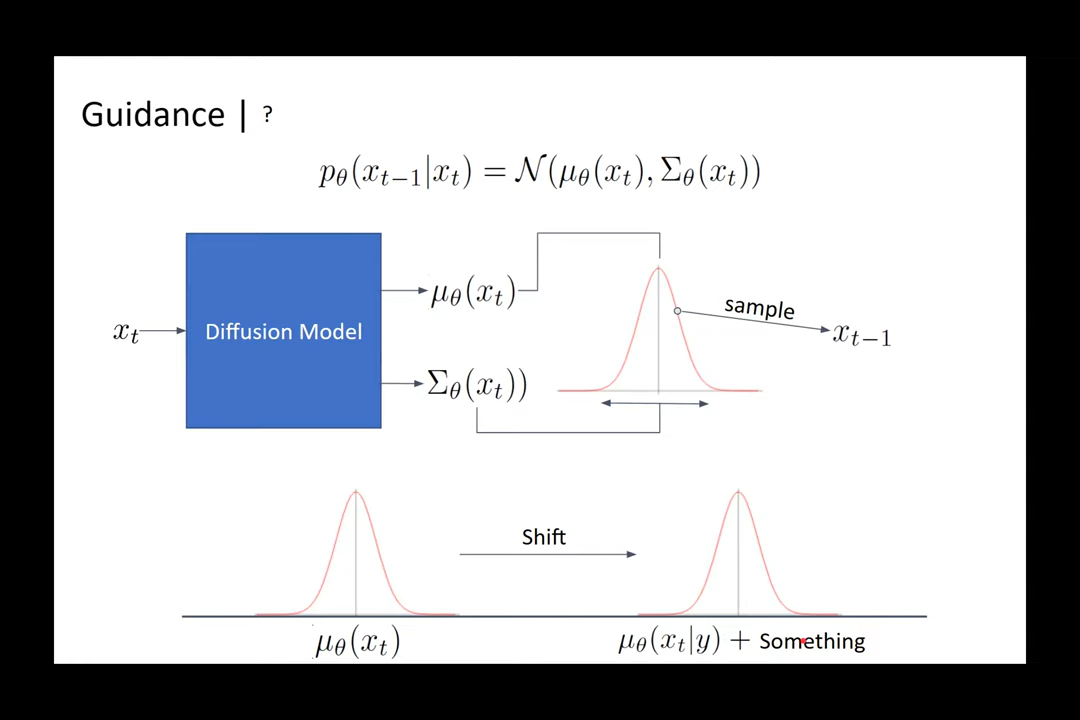 Guidance | ?
pθ(xt−1|xt) = 𝒩(μθ(xt), Σθ(xt))
μθ(xt)
sample
xt
Diffusion Model
xt−1
Σθ(xt))
Shift
μθ(xt)
μθ(xt|y) + Something